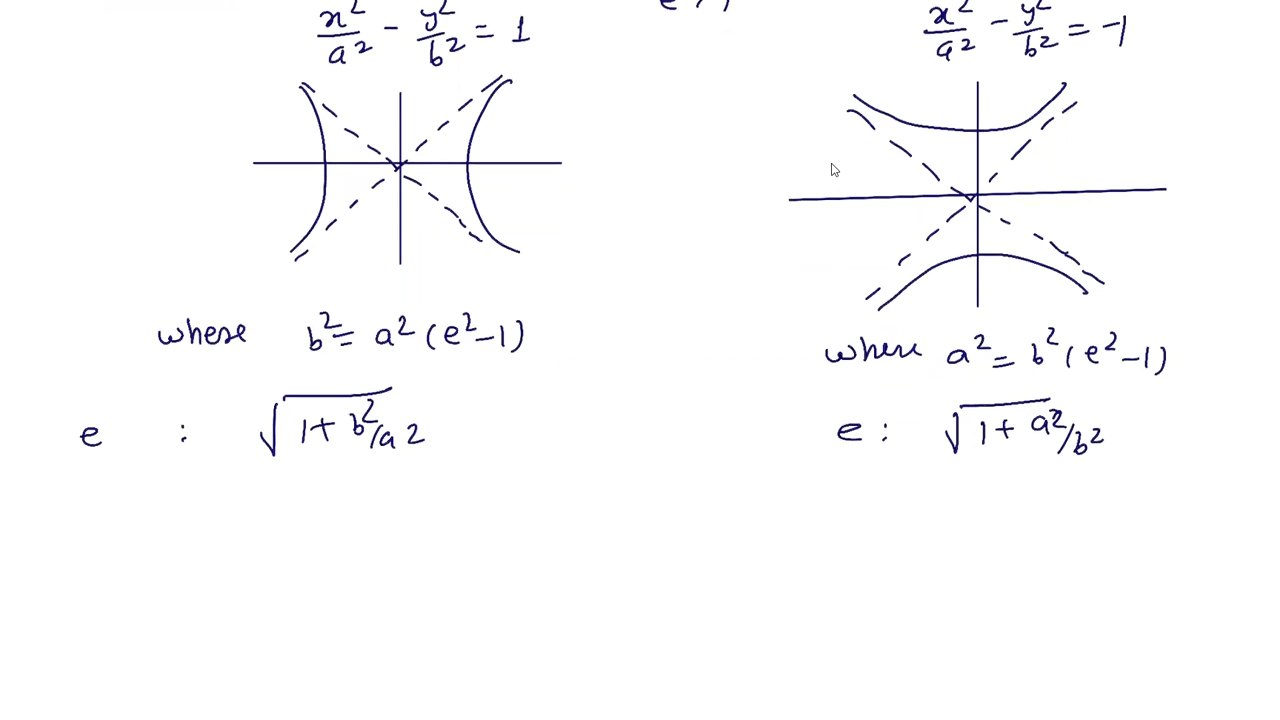 x²/a² - y²/b² = 1
x²/a² - y²/b² = -1
where b² = a² (e²-1)
where a² = b² (e²-1)
e : √1+ b²/a2
e : √1+ a²/b²